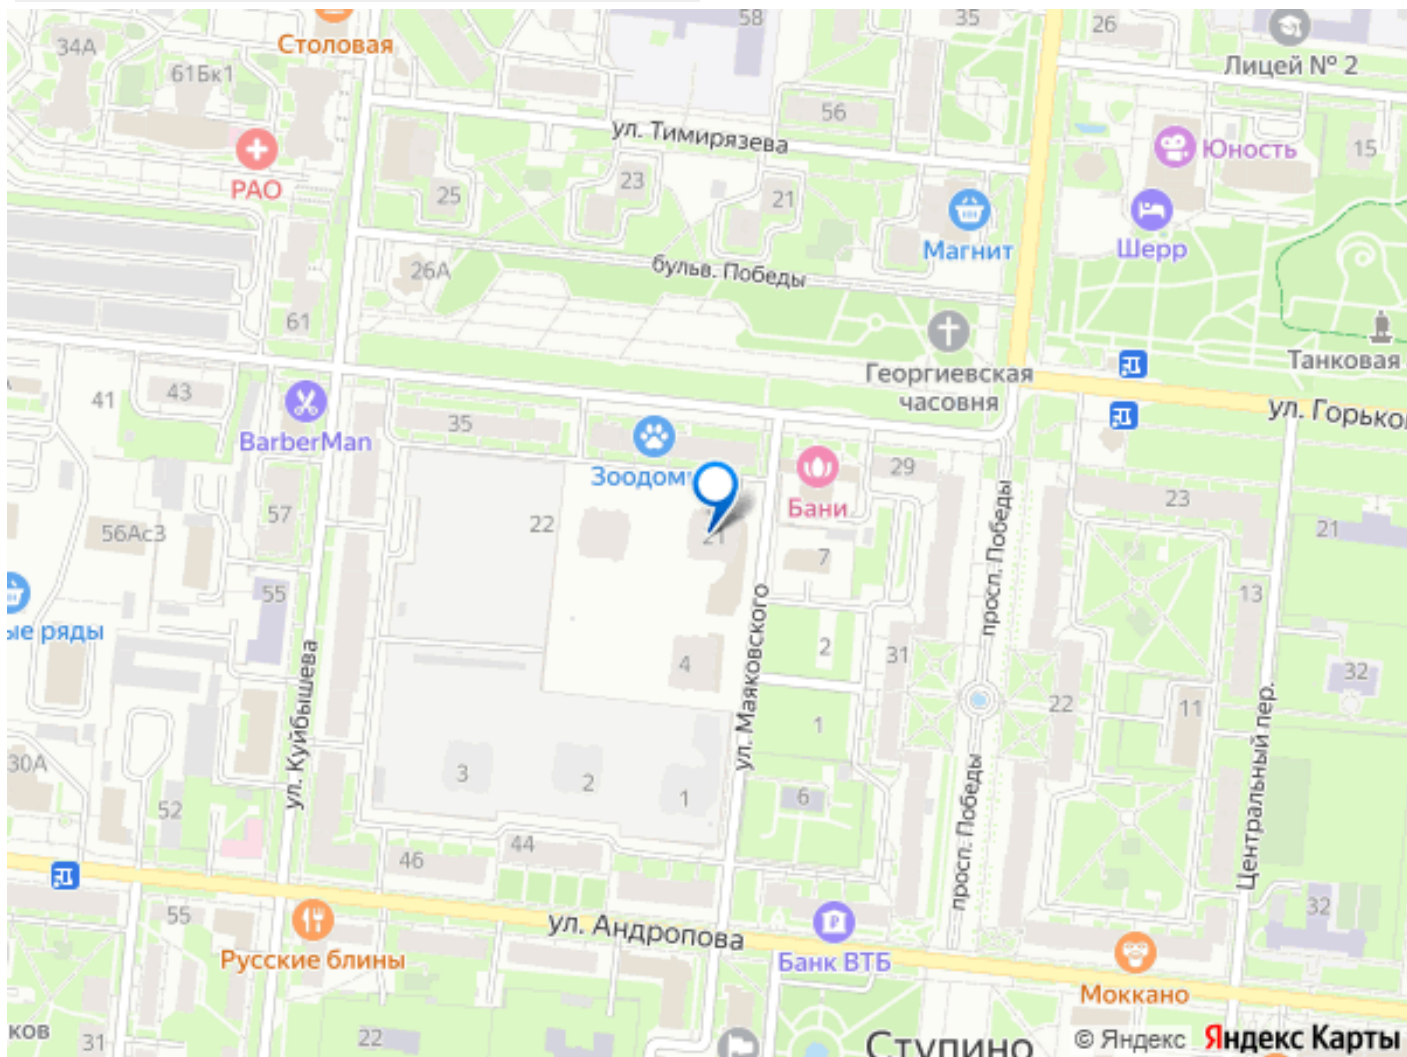 58
35
26
34А
Столовая
61Бк1
Лицей № 2
56
ул. Тимирязева
Юность
15
РАО
25
23
21
Магнит
Шерр
26А
бульв. Победы
61
Георгиевская
часовня
Танковая
41
43
BarberMan
35
Зоодом
ул. Горьког
29
Бани
23
57
22
21
56Ас3
7
просп. Победы
21
55
13
ые ряды
ул. Куйбышева
4
ул. Маяковского
2
31
32
1
22
11
Центральный пер.
30А
3
2
1
6
52
просп. Победы
46
44
55
ул. Андропова
32
Русские блины
Банк ВТБ
Моккано
ков
31
22
Ступино
© Яндекс Яндекс Карты